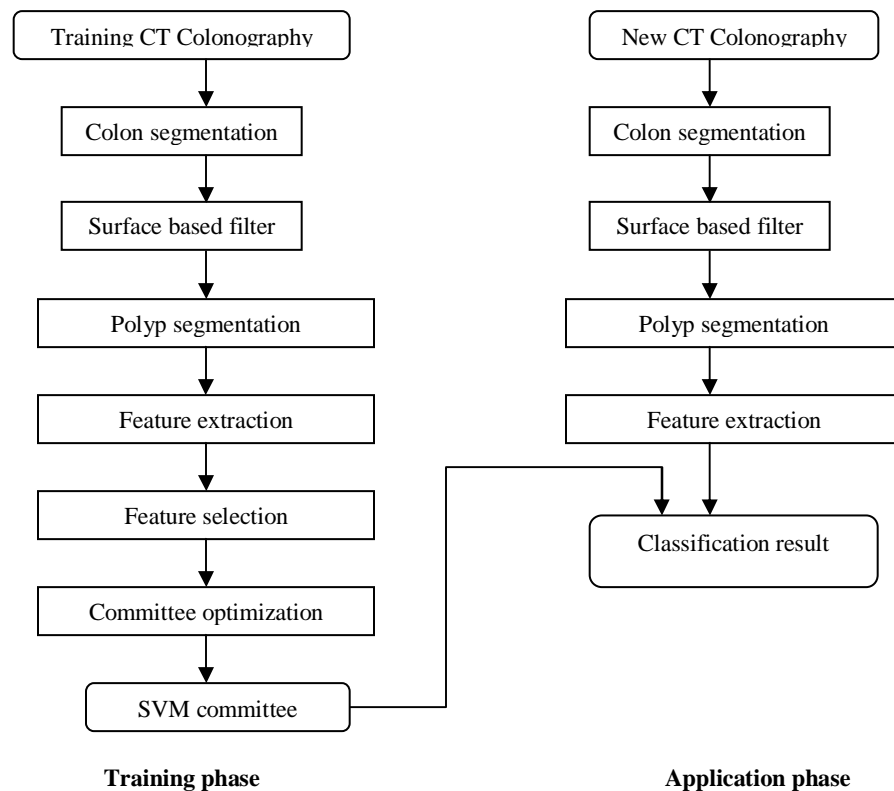 Training CT Colonography
Colon segmentation
Surface based filter
Polyp segmentation
Feature extraction
Feature selection
Committee optimization
SVM committee
Training phase
New CT Colonography
Colon segmentation
Surface based filter
Polyp segmentation
Feature extraction
Classification result
Application phase